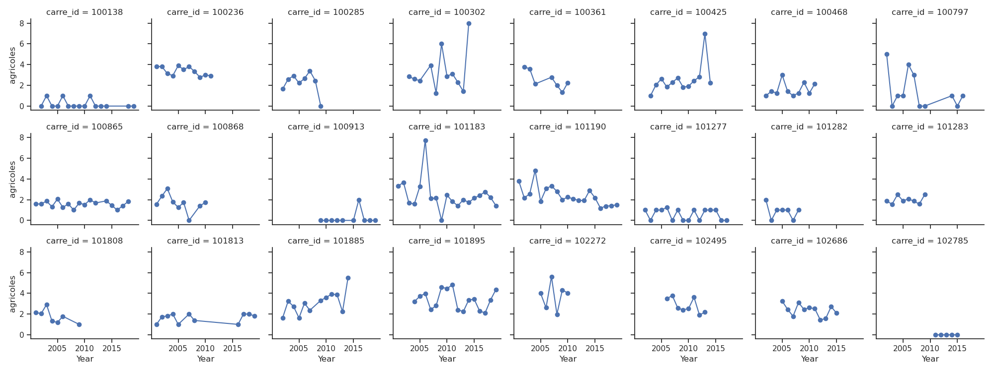 carre_id = 100138 carre_id = 100236 carre_id = 100285 carre_id = 100302 carre_id = 100361 carre_id = 100425 carre_id = 100468 carre_id = 100797
8
6
4
2
0
agricoles
carre_id = 100865 carre_id = 100868 carre_id = 100913 carre_id = 101183 carre_id = 101190 carre_id = 101277 carre_id = 101282 carre_id = 101283
8
6
4
2
0
agricoles
carre_id = 101808 carre_id = 101813 carre_id = 101885 carre_id = 101895 carre_id = 102272 carre_id = 102495 carre_id = 102686 carre_id = 102785
8
6
4
2
0
agricoles
2005 2010 2015 2005 2010 2015 2005 2010 2015 2005 2010 2015 2005 2010 2015 2005 2010 2015 2005 2010 2015 2005 2010 2015
Year Year Year Year Year Year Year Year